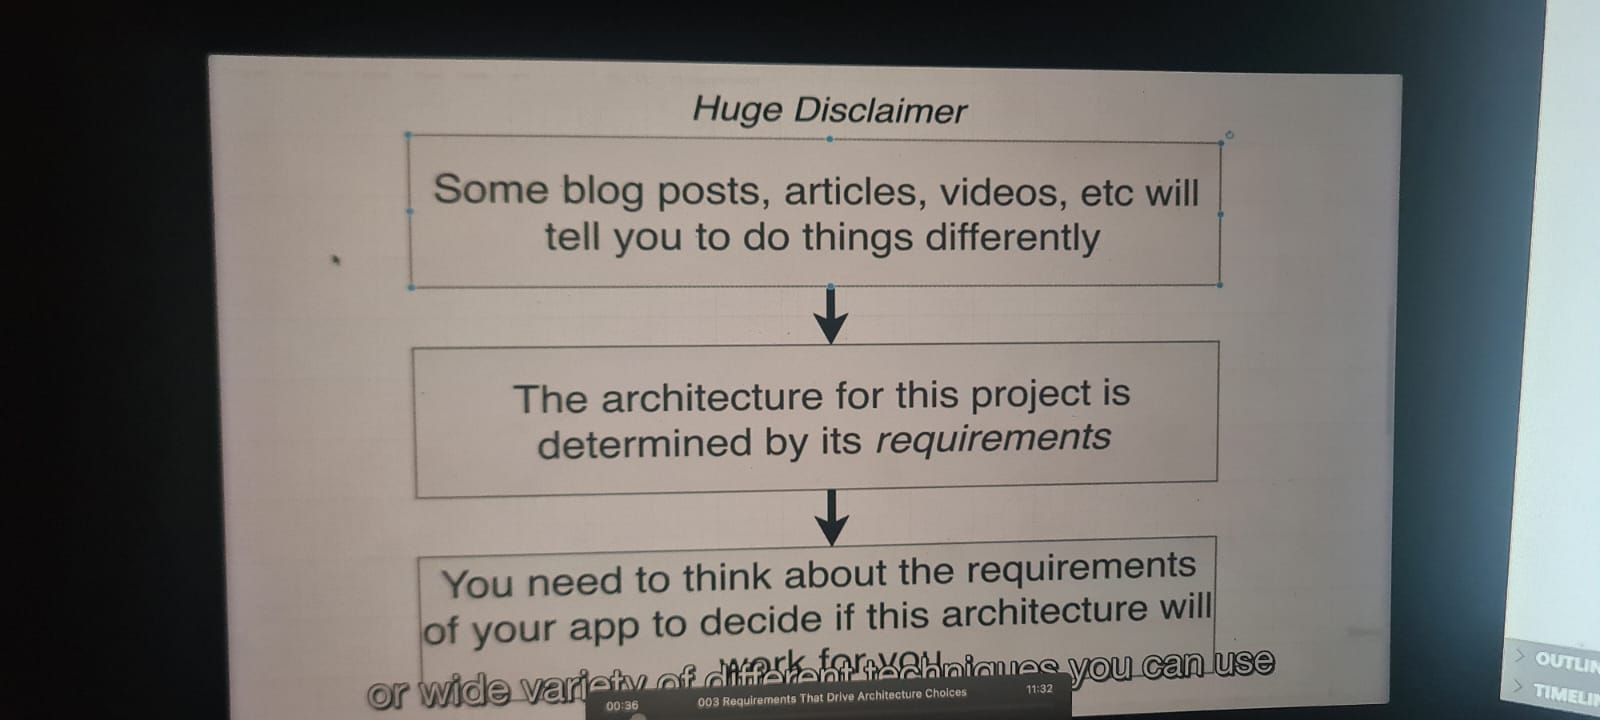 Huge Disclaimer
Some blog posts, articles, videos, etc will
tell you to do things differently
The architecture for this project is
determined by its requirements
You need to think about the requirements
of your app to decide if this architecture will
work for you
or wide variety of different techniques you can use
00:36
003 Requirements That Drive Architecture Choices
11:32
OUTLIN
TIMELI